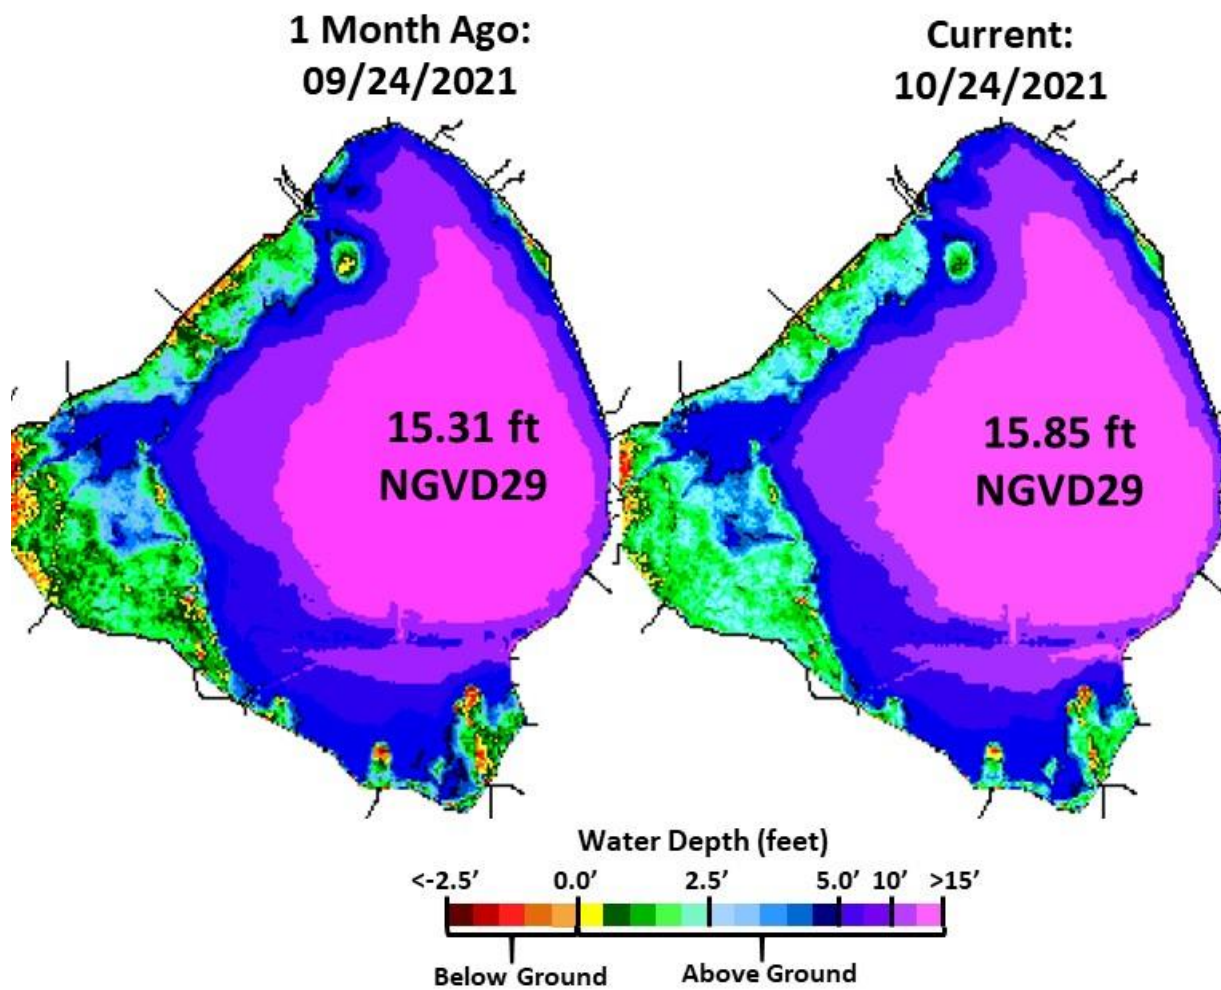 1 Month Ago:
09/24/2021
Current:
10/24/2021
15.31 ft
NGVD29
15.85 ft
NGVD29
Water Depth (feet)
<-2.5’ 0.0’ 2.5’ 5.0’ 10’ >15’
Below Ground Above Ground